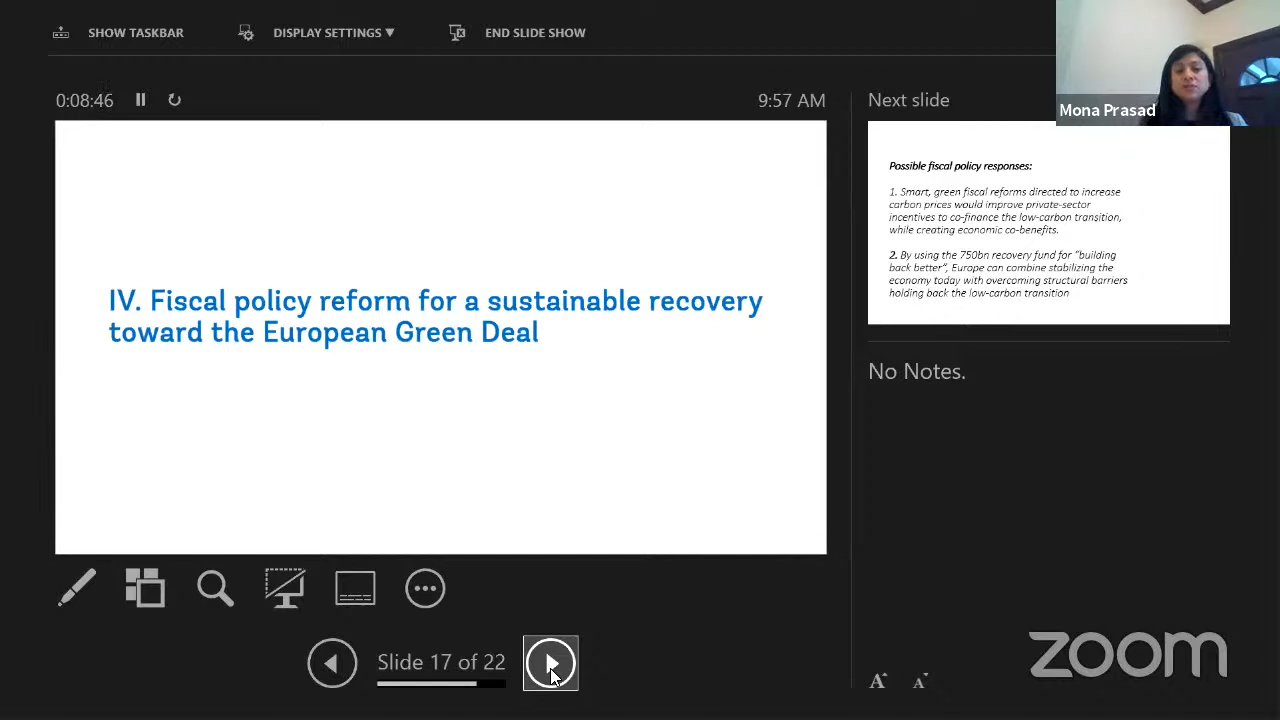 SHOW TASKBAR
DISPLAY SETTINGS ▼
END SLIDE SHOW
Mona Prasad
0:08:46
9:57 AM
Next slide
IV. Fiscal policy reform for a sustainable recovery
toward the European Green Deal
Possible fiscal policy responses:
1. Smart, green fiscal reforms directed to increase
carbon prices would improve private-sector
incentives to co-finance the low-carbon transition,
while creating economic co-benefits.
2. By using the 750bn recovery fund for "building
back better", Europe can combine stabilizing the
economy today with overcoming structural barriers
holding back the low-carbon transition
No Notes.
Slide 17 of 22
A A
zoom